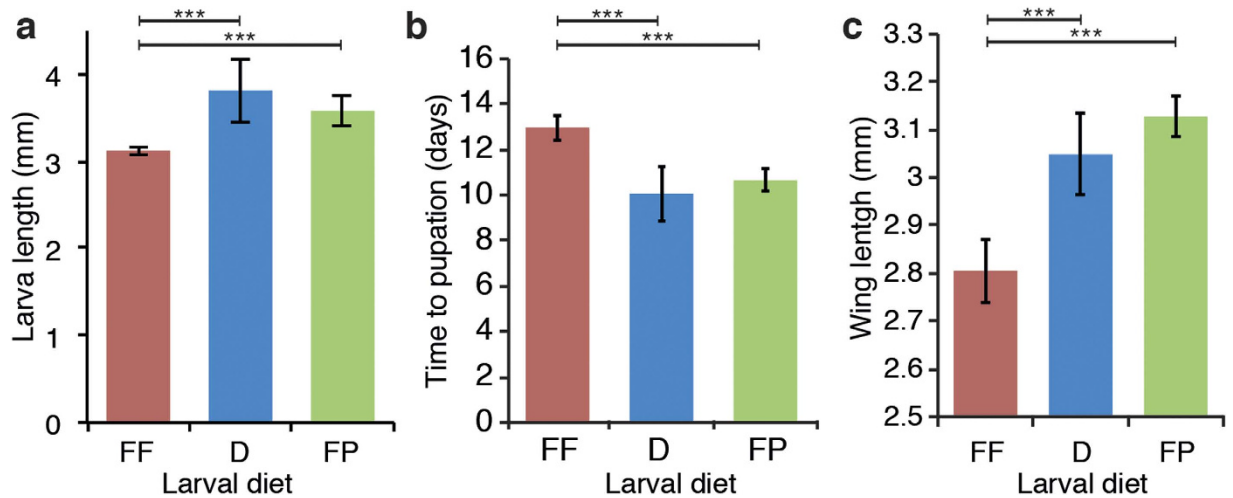 a
***
***
Larva length (mm)
4
3
2
1
0
FF D FP
Larval diet
b
***
***
Time to pupation (days)
16
14
12
10
8
6
4
2
0
FF D FP
Larval diet
c
***
***
Wing lentgh (mm)
3.3
3.2
3.1
3
2.9
2.8
2.7
2.6
2.5
FF D FP
Larval diet